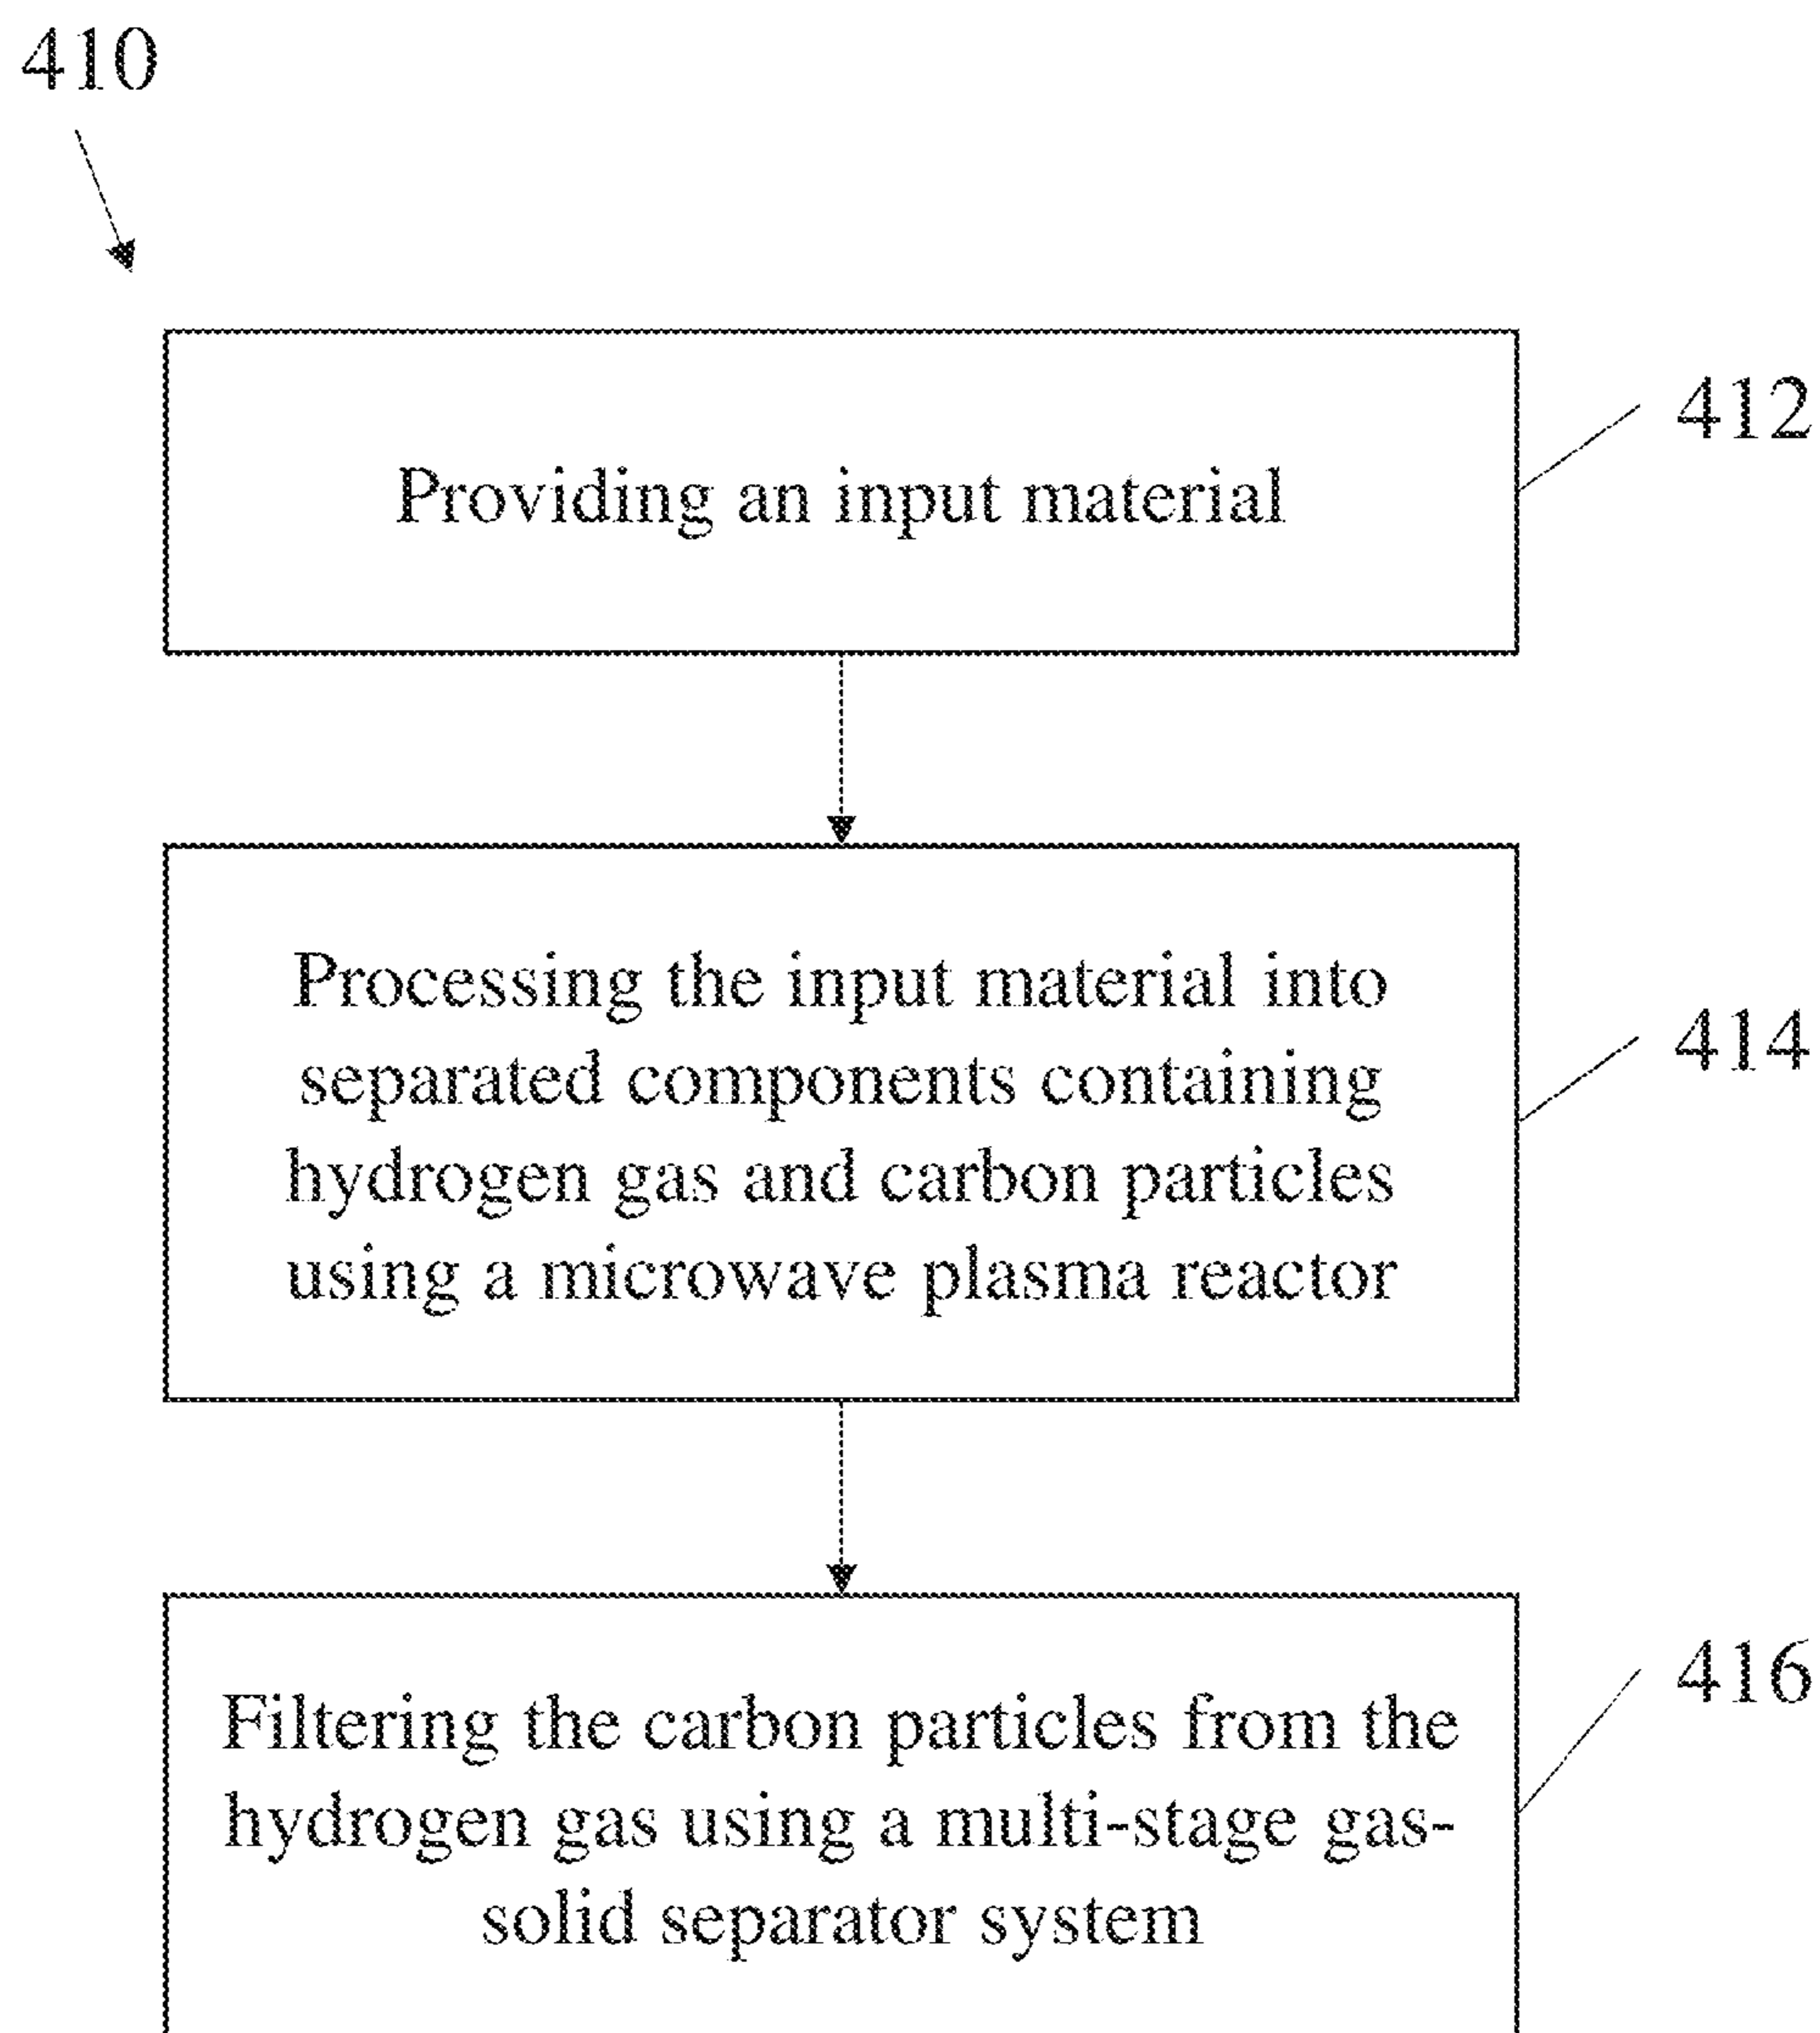 410
Providing an input material
412
Processing the input material into
separated components containing
hydrogen gas and carbon particles
using a microwave plasma reactor
414
Filtering the carbon particles from the
hydrogen gas using a multi-stage gas-
solid separator system
416